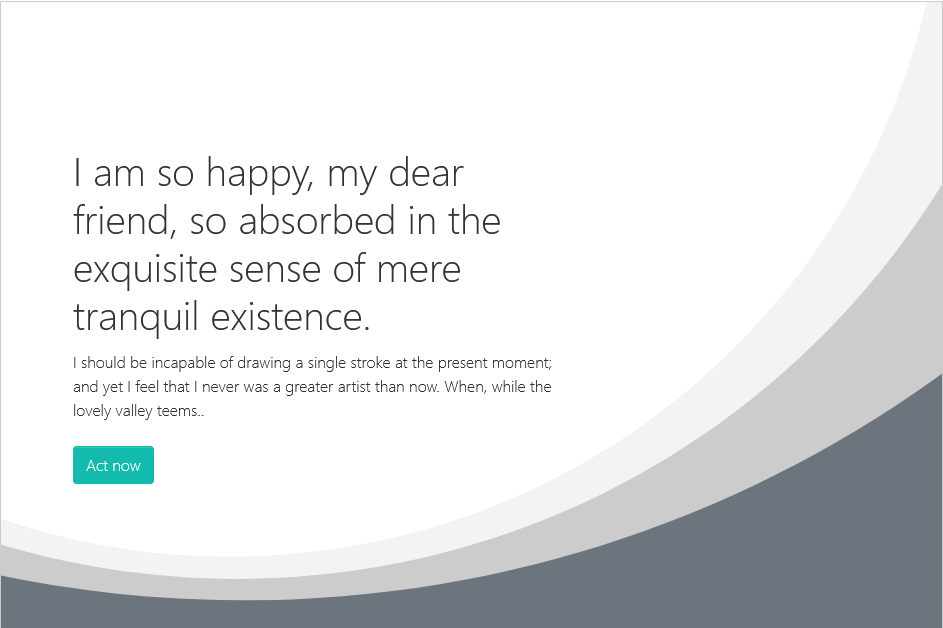 I am so happy, my dear
friend, so absorbed in the
exquisite sense of mere
tranquil existence.
I should be incapable of drawing a single stroke at the present moment;
and yet I feel that I never was a greater artist than now. When, while the
lovely valley teems..
Act now